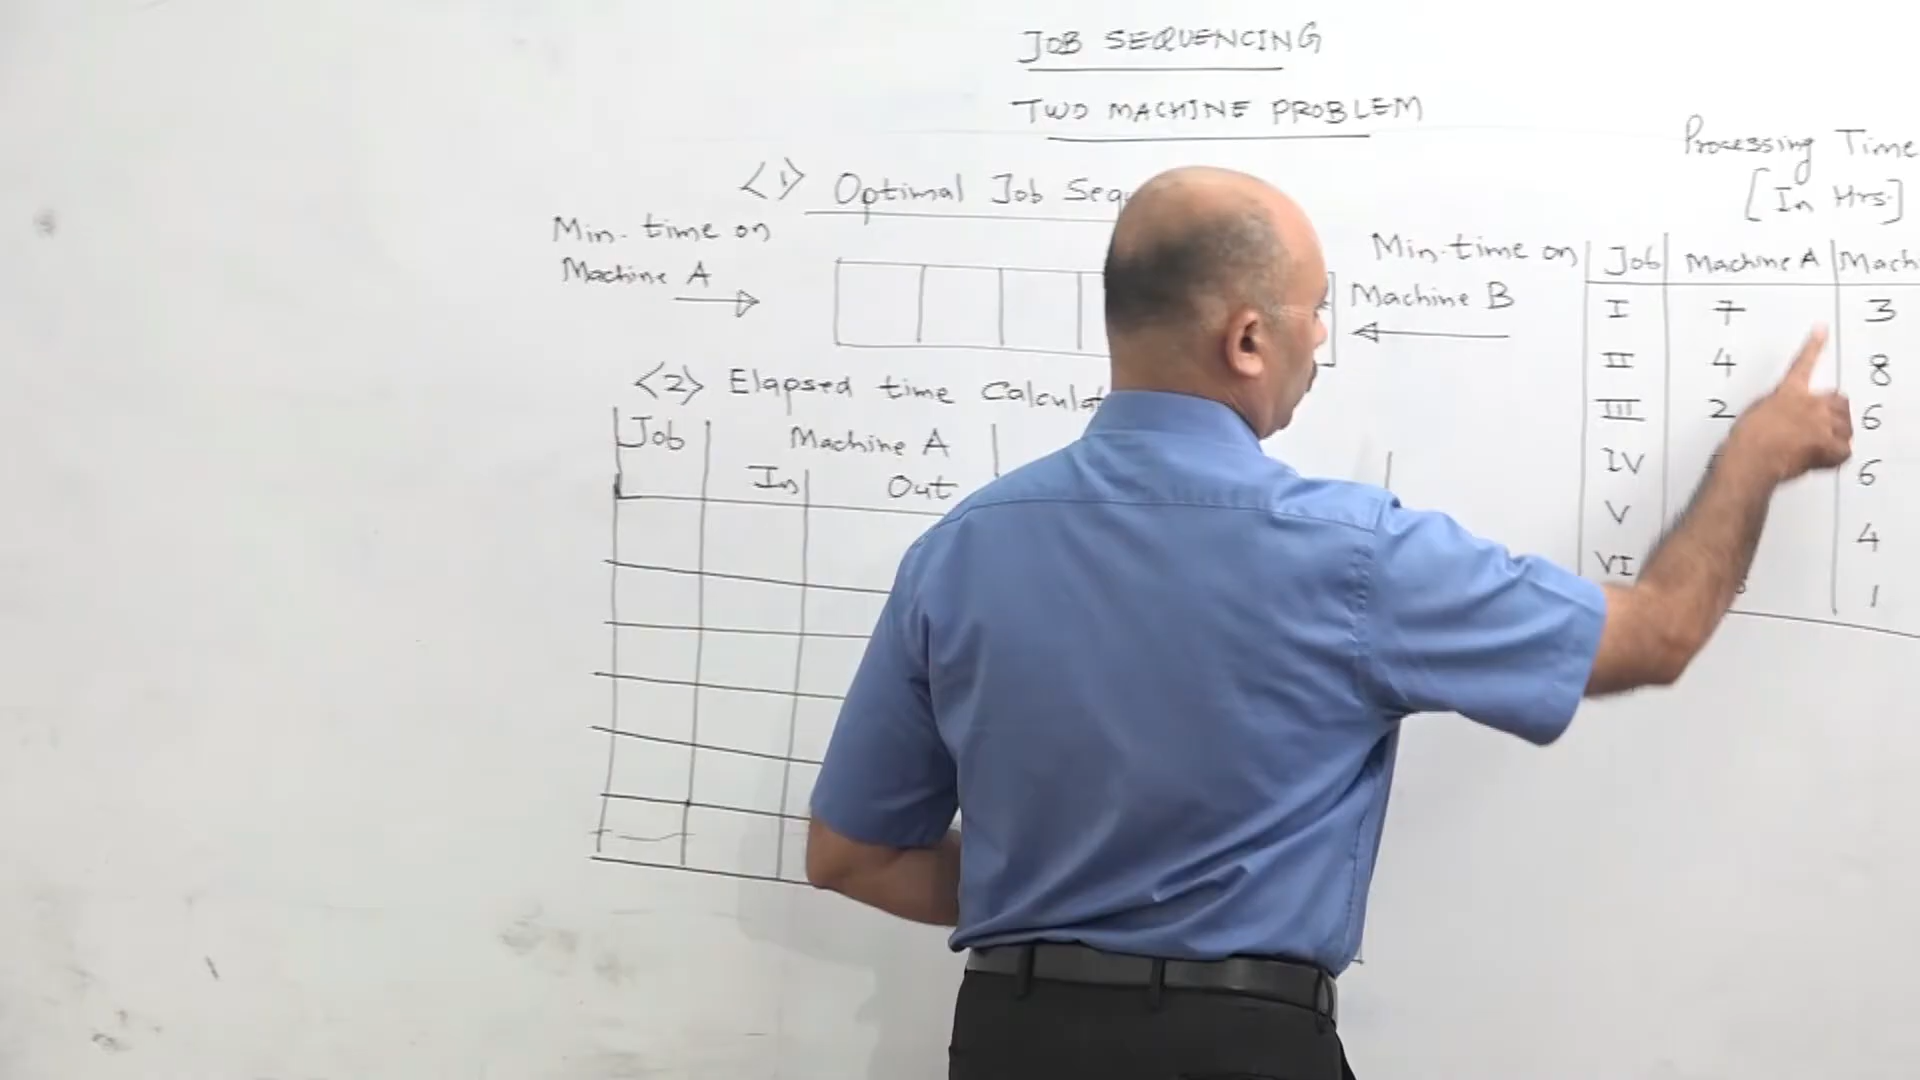 JOB SEQUENCING
TWO MACHINE PROBLEM
<1> Optimal Job
Min. time on
Machine A
Min. time on
Machine B
<2> Elapsed time
Job Machine A
In Out
Processing Time
[In Hrs.]
Job Machine A
I 7 3
II 4 8
III 2 6
IV 6
V 4
VI 1